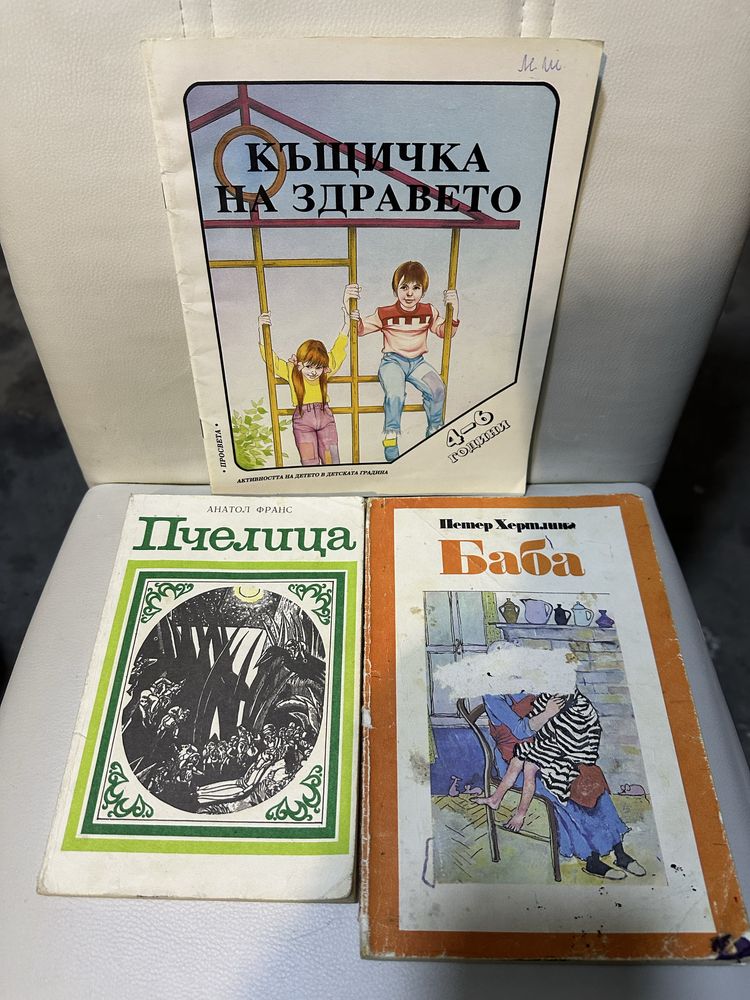 М. Ш.
КЪЩИЧКА
НА ЗДРАВЕТО
4–6
ГОДИНИ
• ПРОСВЕТА •
АКТИВНОСТТА НА ДЕТЕТО В ДЕТСКАТА ГРАДИНА
АНАТОЛ ФРАНС
Пчелица
Петер Хертлинг
Баба